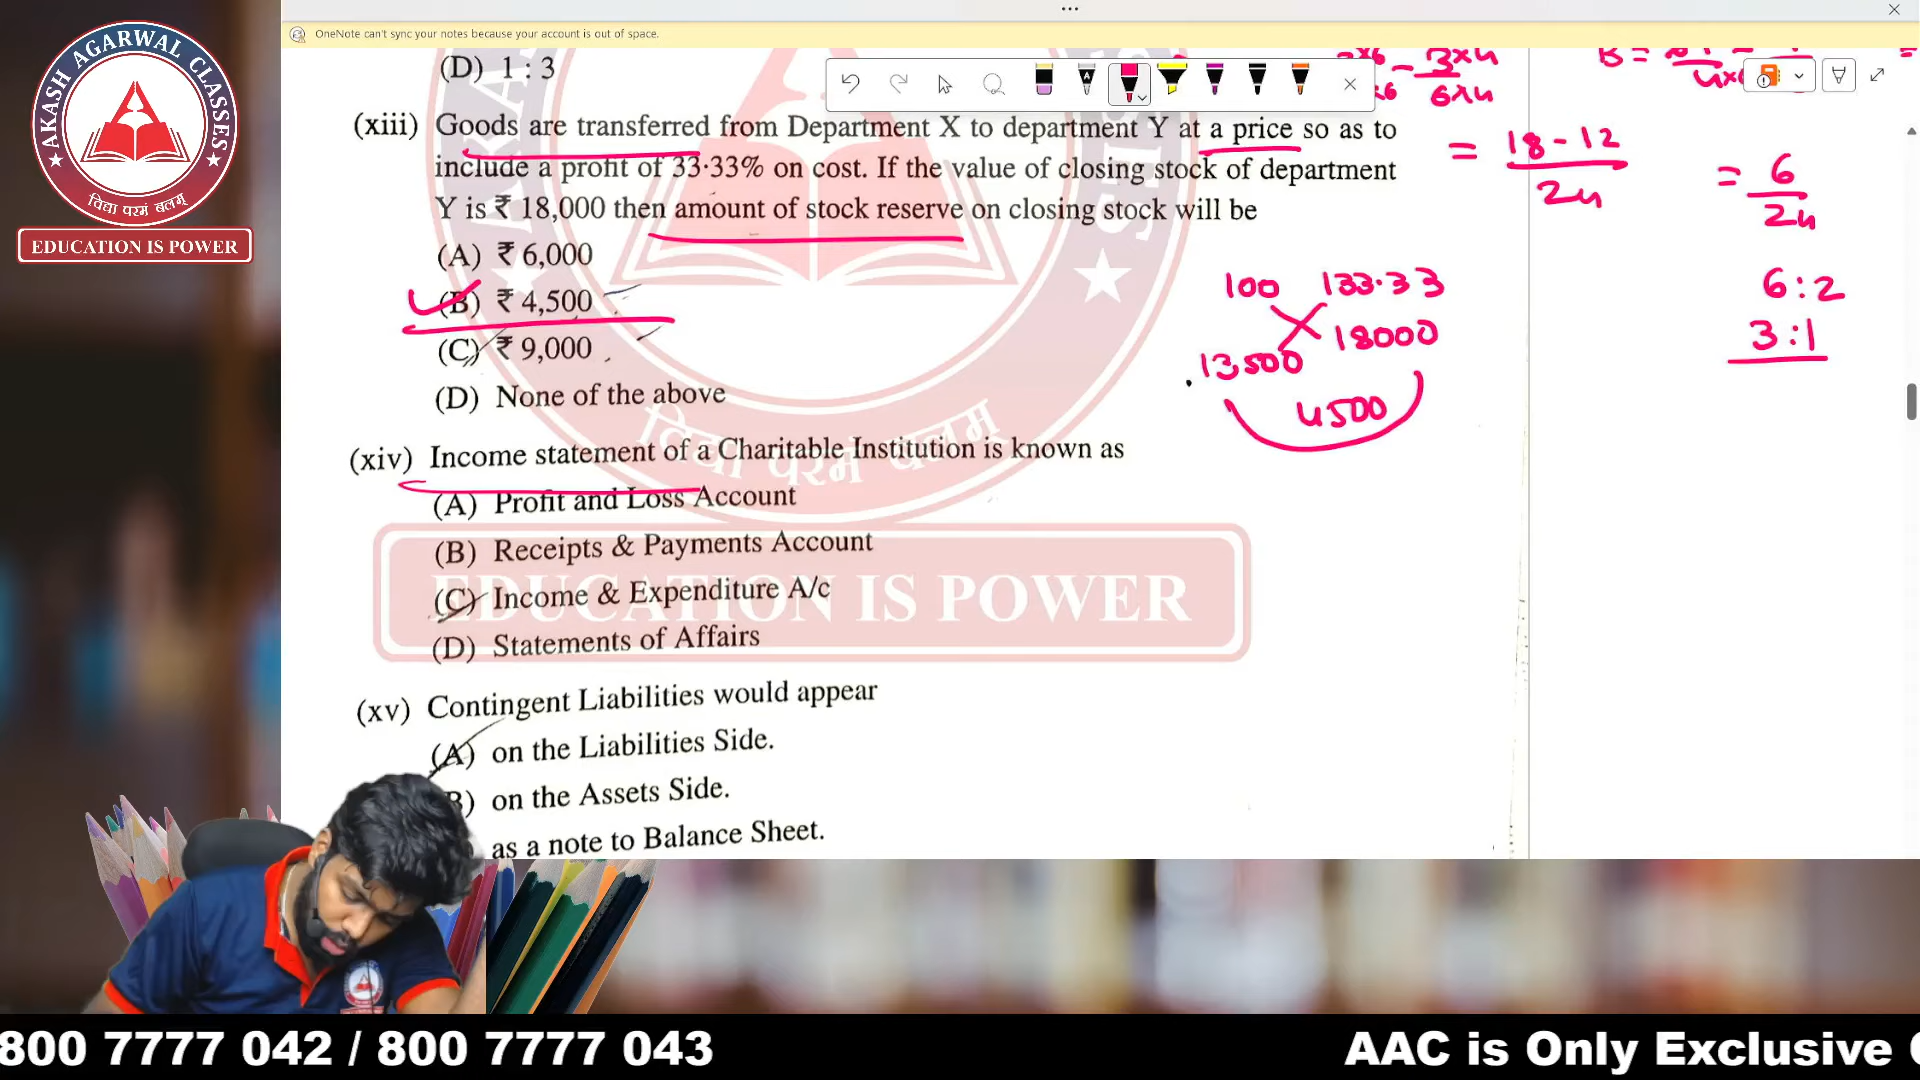 OneNote can't sync your notes because your account is out of space.
AKASH AGARWAL CLASSES
विद्या परमं बलम्
EDUCATION IS POWER
(D) 1 : 3
(xiii) Goods are transferred from Department X to department Y at a price so as to
include a profit of 33·33% on cost. If the value of closing stock of department
Y is ₹ 18,000 then amount of stock reserve on closing stock will be
(A) ₹ 6,000
(B) ₹ 4,500
(C) ₹ 9,000
(D) None of the above
= 18-12
24
= 6
24
6:2
3:1
100 133.33
18000
13,500
4500
(xiv) Income statement of a Charitable Institution is known as
(A) Profit and Loss Account
(B) Receipts & Payments Account
(C) Income & Expenditure A/c
(D) Statements of Affairs
विद्या परमं बलम्
EDUCATION IS POWER
(xv) Contingent Liabilities would appear
(A) on the Liabilities Side.
B) on the Assets Side.
as a note to Balance Sheet.
800 7777 042 / 800 7777 043
AAC is Only Exclusive